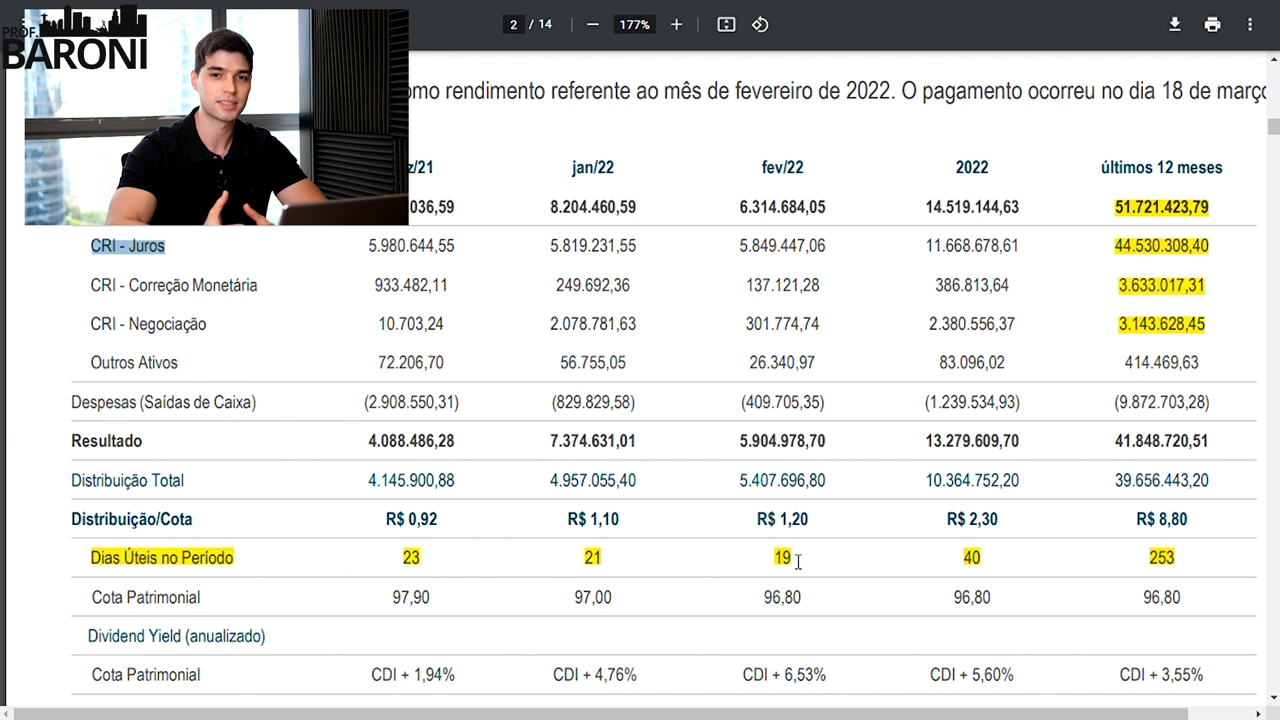 PROF.
BARONI
2 / 14
177%
omo rendimento referente ao mês de fevereiro de 2022. O pagamento ocorreu no dia 18 de março
z/21 jan/22 fev/22 2022 últimos 12 meses
036,59 8.204.460,59 6.314.684,05 14.519.144,63 51.721.423,79
CRI - Juros 5.980.644,55 5.819.231,55 5.849.447,06 11.668.678,61 44.530.308,40
CRI - Correção Monetária 933.482,11 249.692,36 137.121,28 386.813,64 3.633.017,31
CRI - Negociação 10.703,24 2.078.781,63 301.774,74 2.380.556,37 3.143.628,45
Outros Ativos 72.206,70 56.755,05 26.340,97 83.096,02 414.469,63
Despesas (Saídas de Caixa) (2.908.550,31) (829.829,58) (409.705,35) (1.239.534,93) (9.872.703,28)
Resultado 4.088.486,28 7.374.631,01 5.904.978,70 13.279.609,70 41.848.720,51
Distribuição Total 4.145.900,88 4.957.055,40 5.407.696,80 10.364.752,20 39.656.443,20
Distribuição/Cota R$ 0,92 R$ 1,10 R$ 1,20 R$ 2,30 R$ 8,80
Dias Úteis no Período 23 21 19 40 253
Cota Patrimonial 97,90 97,00 96,80 96,80 96,80
Dividend Yield (anualizado)
Cota Patrimonial CDI + 1,94% CDI + 4,76% CDI + 6,53% CDI + 5,60% CDI + 3,55%